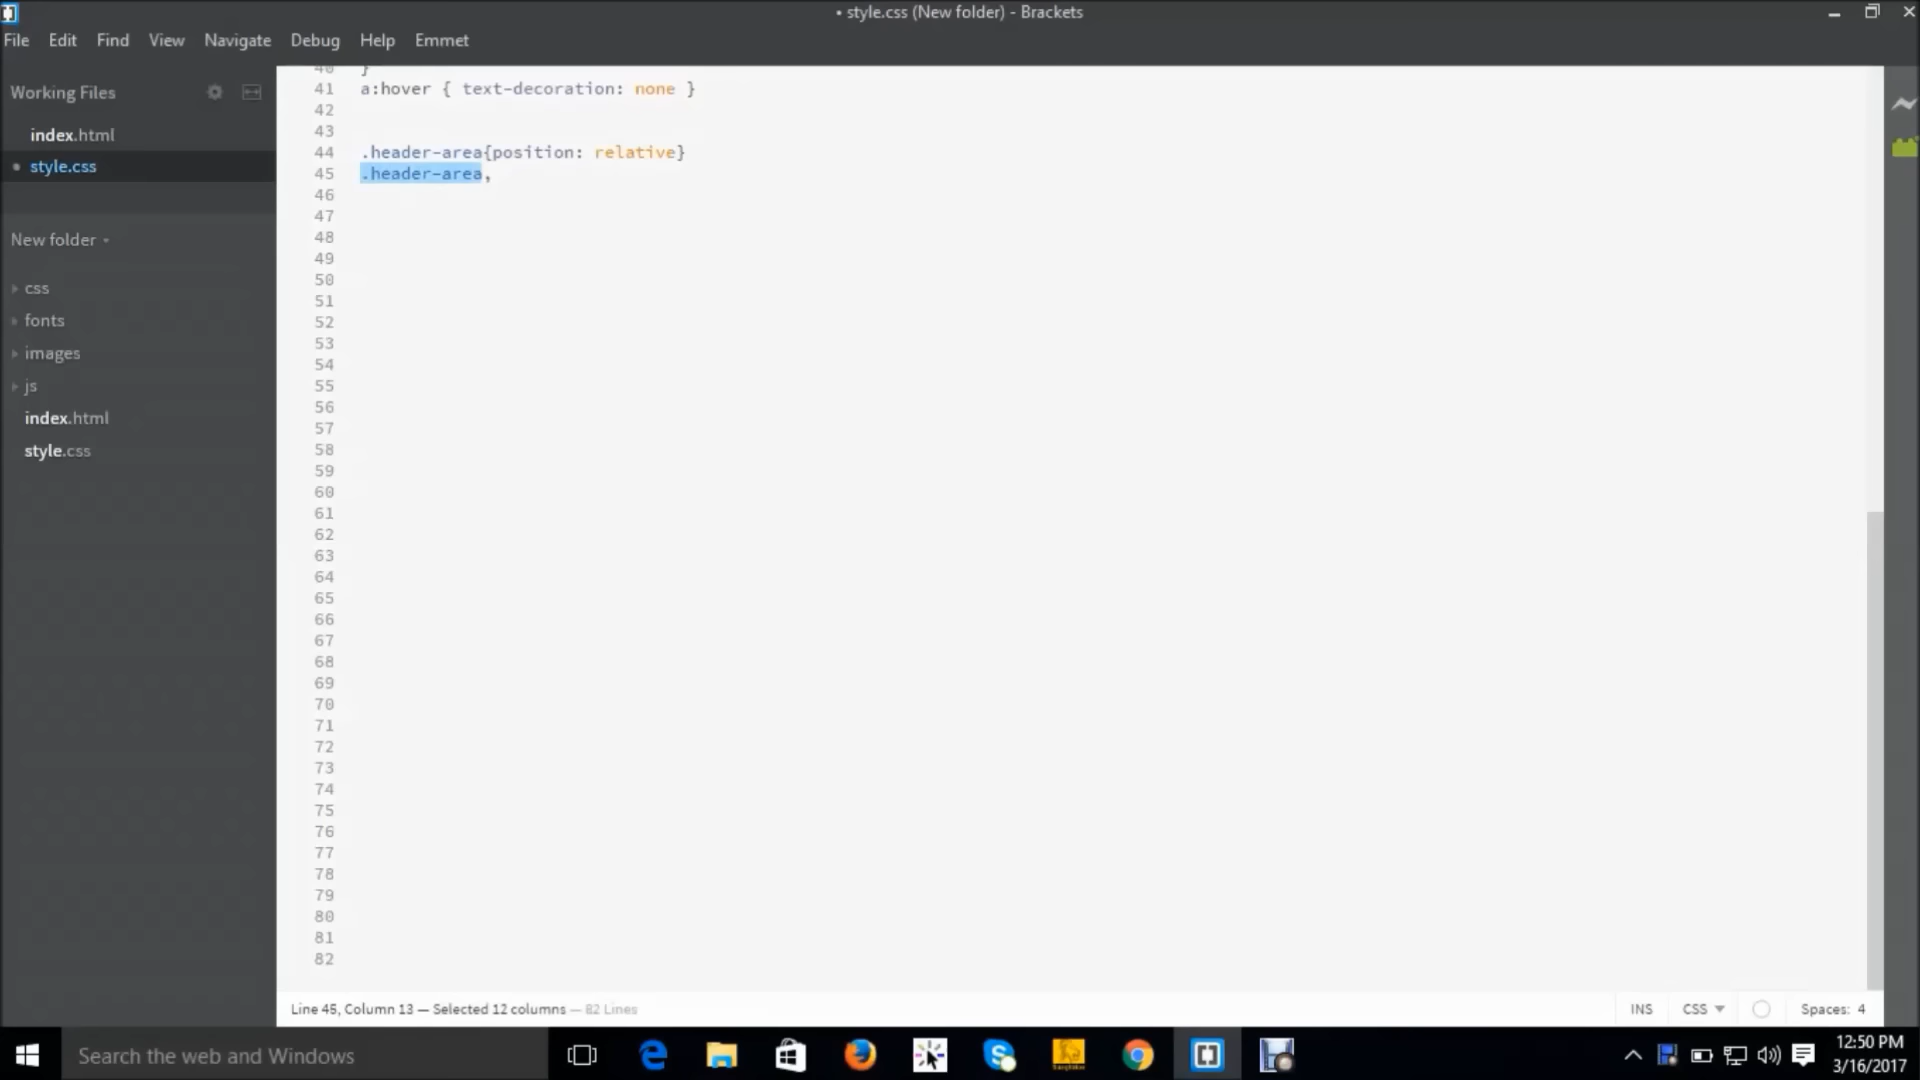 • style.css (New folder) - Brackets
File Edit Find View Navigate Debug Help Emmet
Working Files
index.html
style.css
New folder
css
fonts
images
js
index.html
style.css
40 }
41 a:hover { text-decoration: none }
42
43
44 .header-area{position: relative}
45 .header-area,
46
47
48
49
50
51
52
53
54
55
56
57
58
59
60
61
62
63
64
65
66
67
68
69
70
71
72
73
74
75
76
77
78
79
80
81
82
Line 45, Column 13 — Selected 12 columns — 82 Lines
INS CSS Spaces: 4
Search the web and Windows
12:50 PM
3/16/2017